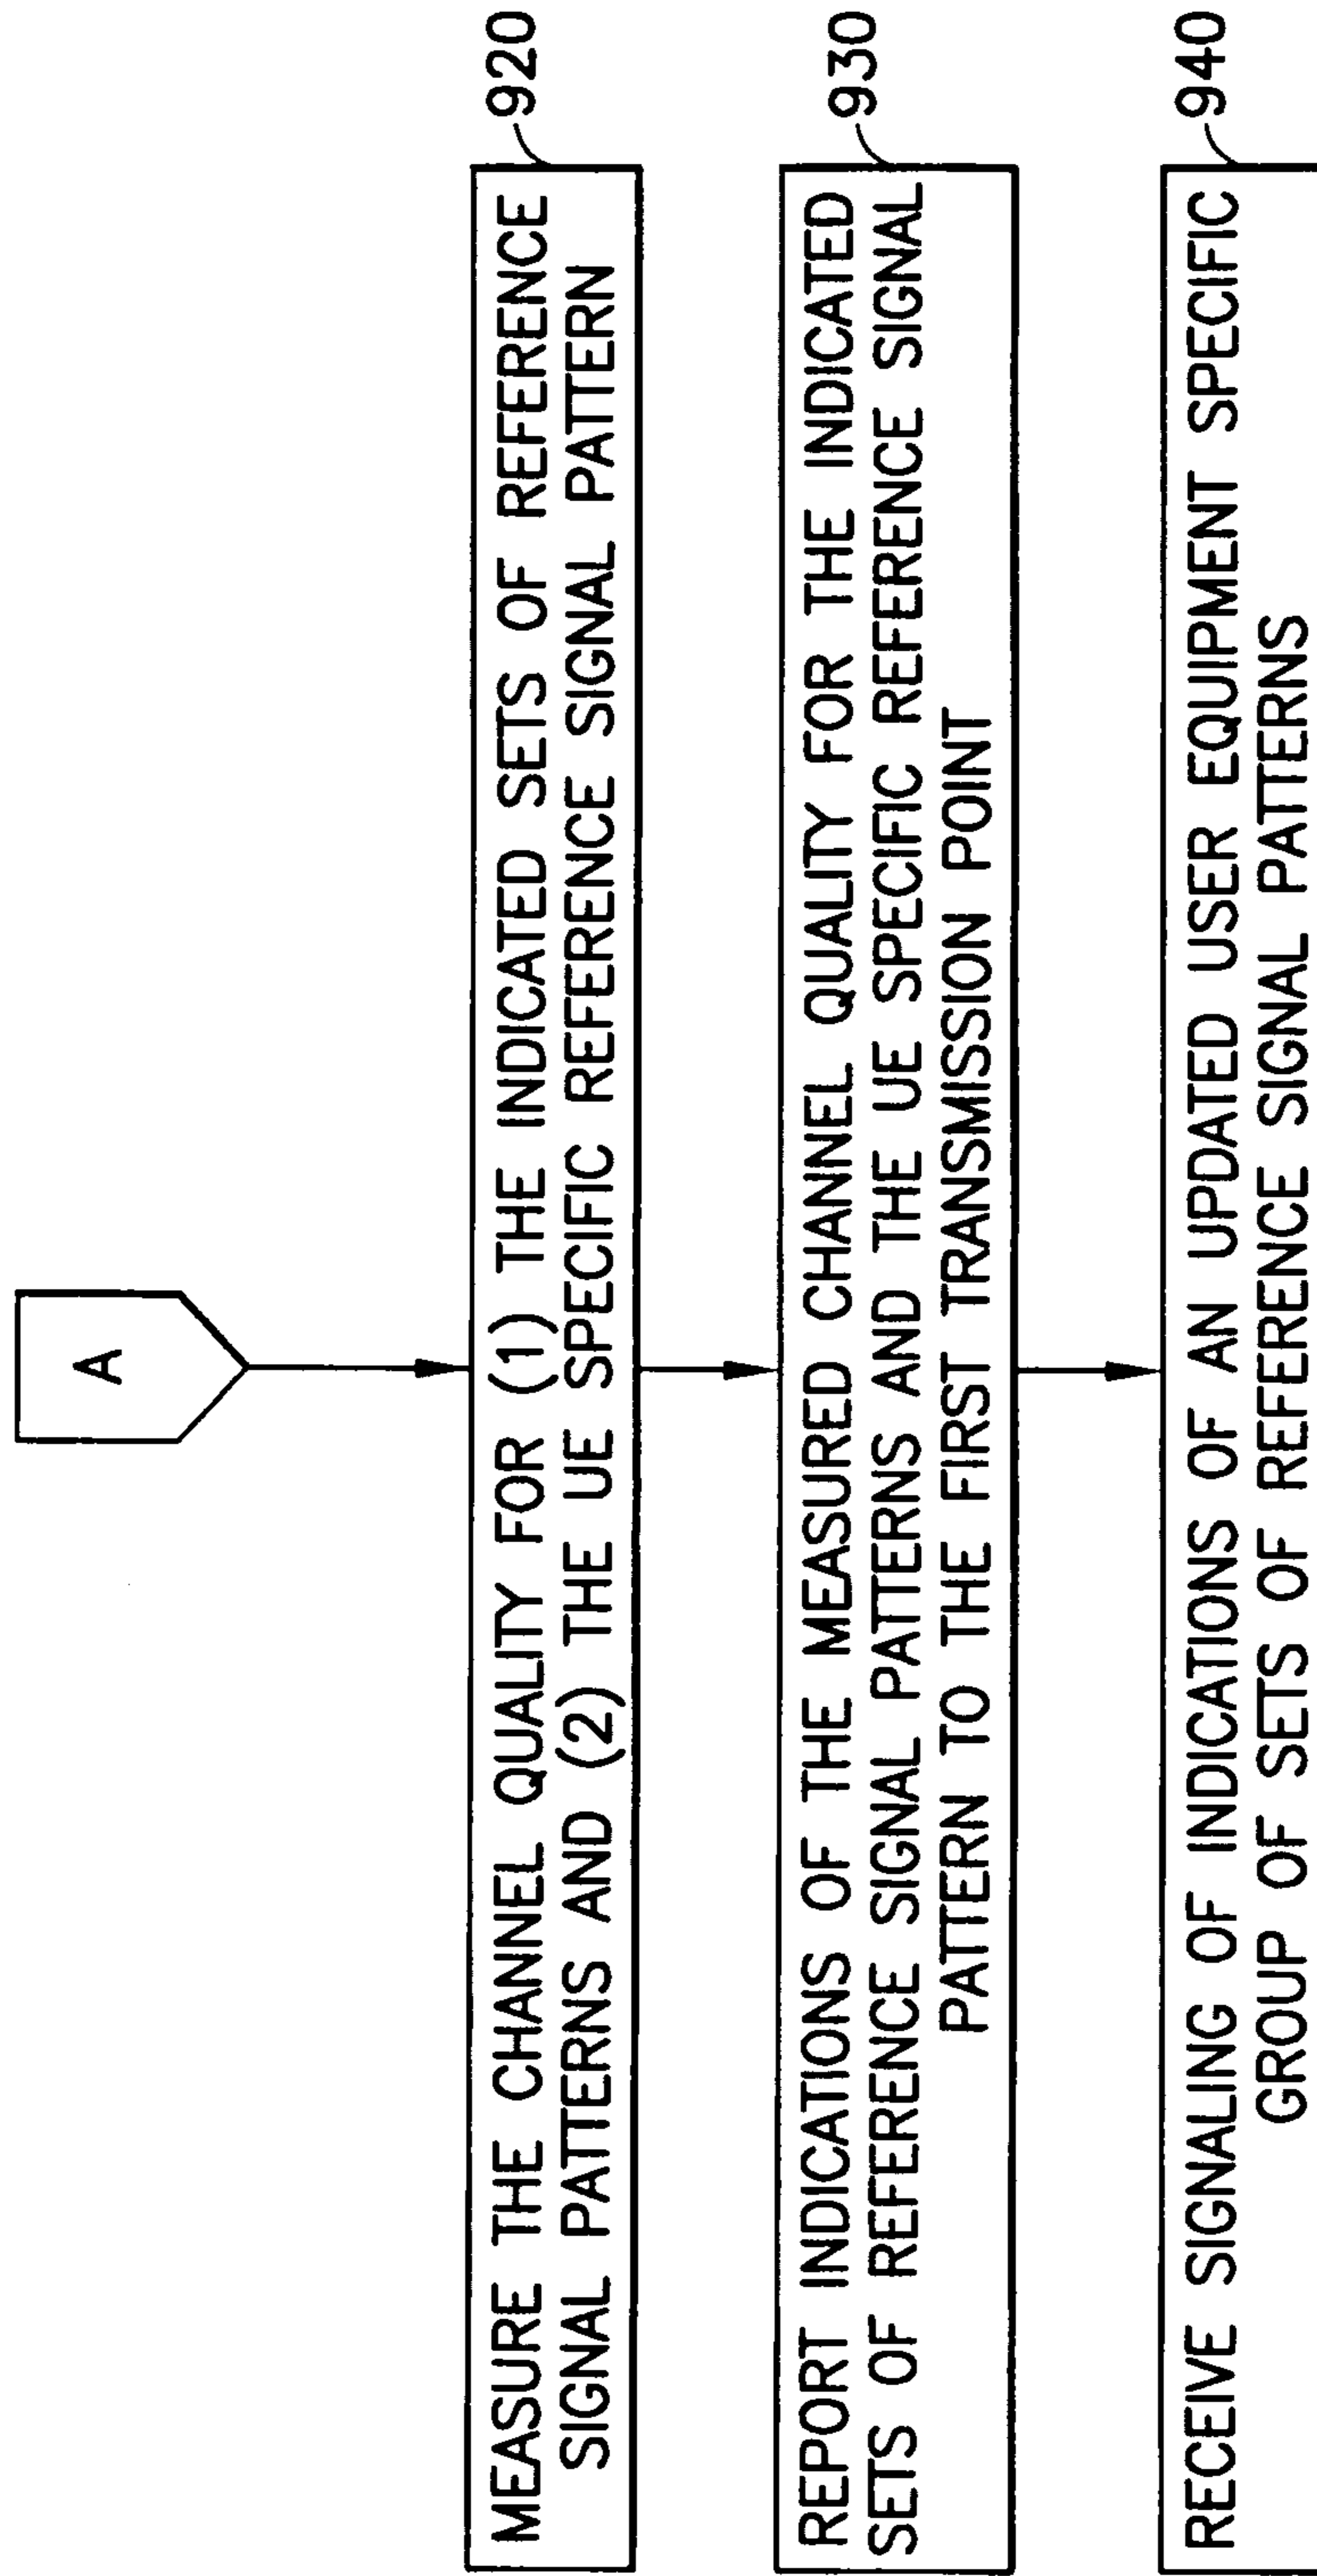 A
920
MEASURE THE CHANNEL QUALITY FOR (1) THE INDICATED SETS OF REFERENCE
SIGNAL PATTERNS AND (2) THE UE SPECIFIC REFERENCE SIGNAL PATTERN
930
REPORT INDICATIONS OF THE MEASURED CHANNEL QUALITY FOR THE INDICATED
SETS OF REFERENCE SIGNAL PATTERNS AND THE UE SPECIFIC REFERENCE SIGNAL
PATTERN TO THE FIRST TRANSMISSION POINT
940
RECEIVE SIGNALING OF INDICATIONS OF AN UPDATED USER EQUIPMENT SPECIFIC
GROUP OF SETS OF REFERENCE SIGNAL PATTERNS